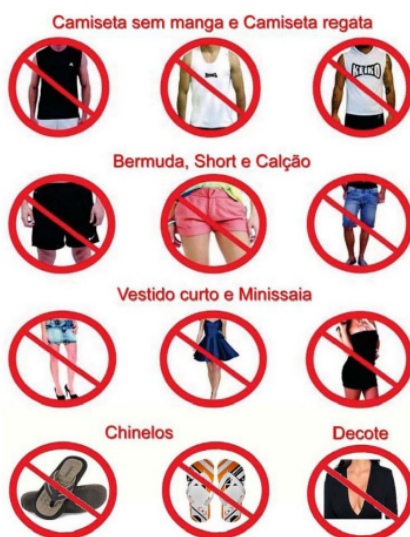 Camiseta sem manga e Camiseta regata
KEIKO
Bermuda, Short e Calção
Vestido curto e Minissaia
Chinelos
Decote